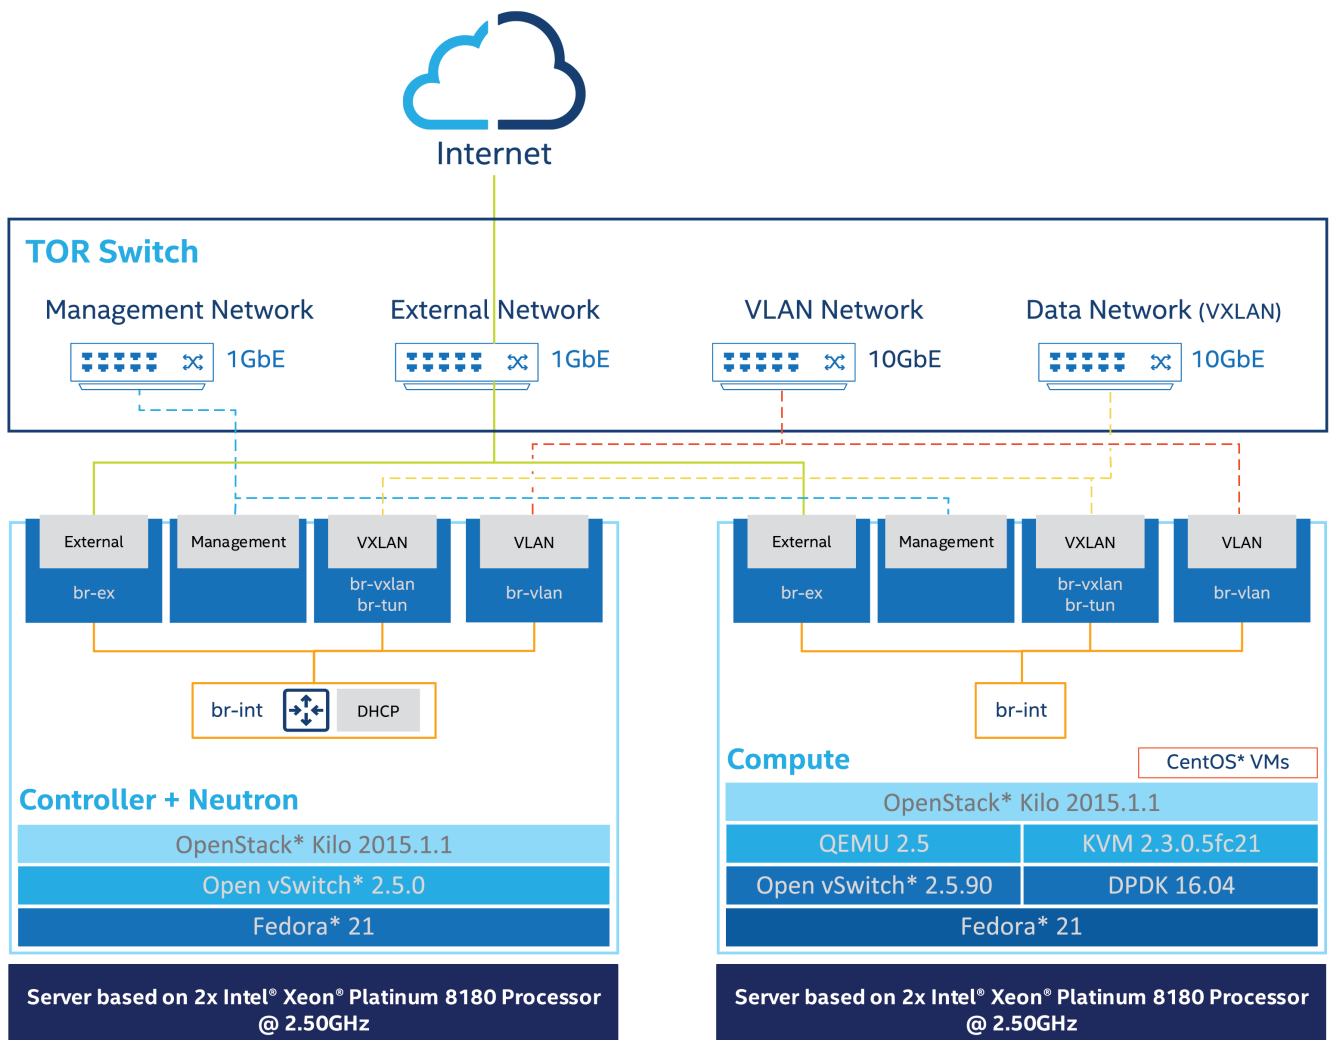 Internet
TOR Switch
Management Network
External Network
VLAN Network
Data Network (VXLAN)
1GbE
1GbE
10GbE
10GbE
External
Management
VXLAN
VLAN
br-ex
br-vxlan
br-tun
br-vlan
br-int
DHCP
Controller + Neutron
OpenStack* Kilo 2015.1.1
Open vSwitch* 2.5.0
Fedora* 21
Server based on 2x Intel® Xeon® Platinum 8180 Processor
@ 2.50GHz
External
Management
VXLAN
VLAN
br-ex
br-vxlan
br-tun
br-vlan
br-int
Compute
CentOS* VMs
OpenStack* Kilo 2015.1.1
QEMU 2.5
KVM 2.3.0.5fc21
Open vSwitch* 2.5.90
DPDK 16.04
Fedora* 21
Server based on 2x Intel® Xeon® Platinum 8180 Processor
@ 2.50GHz